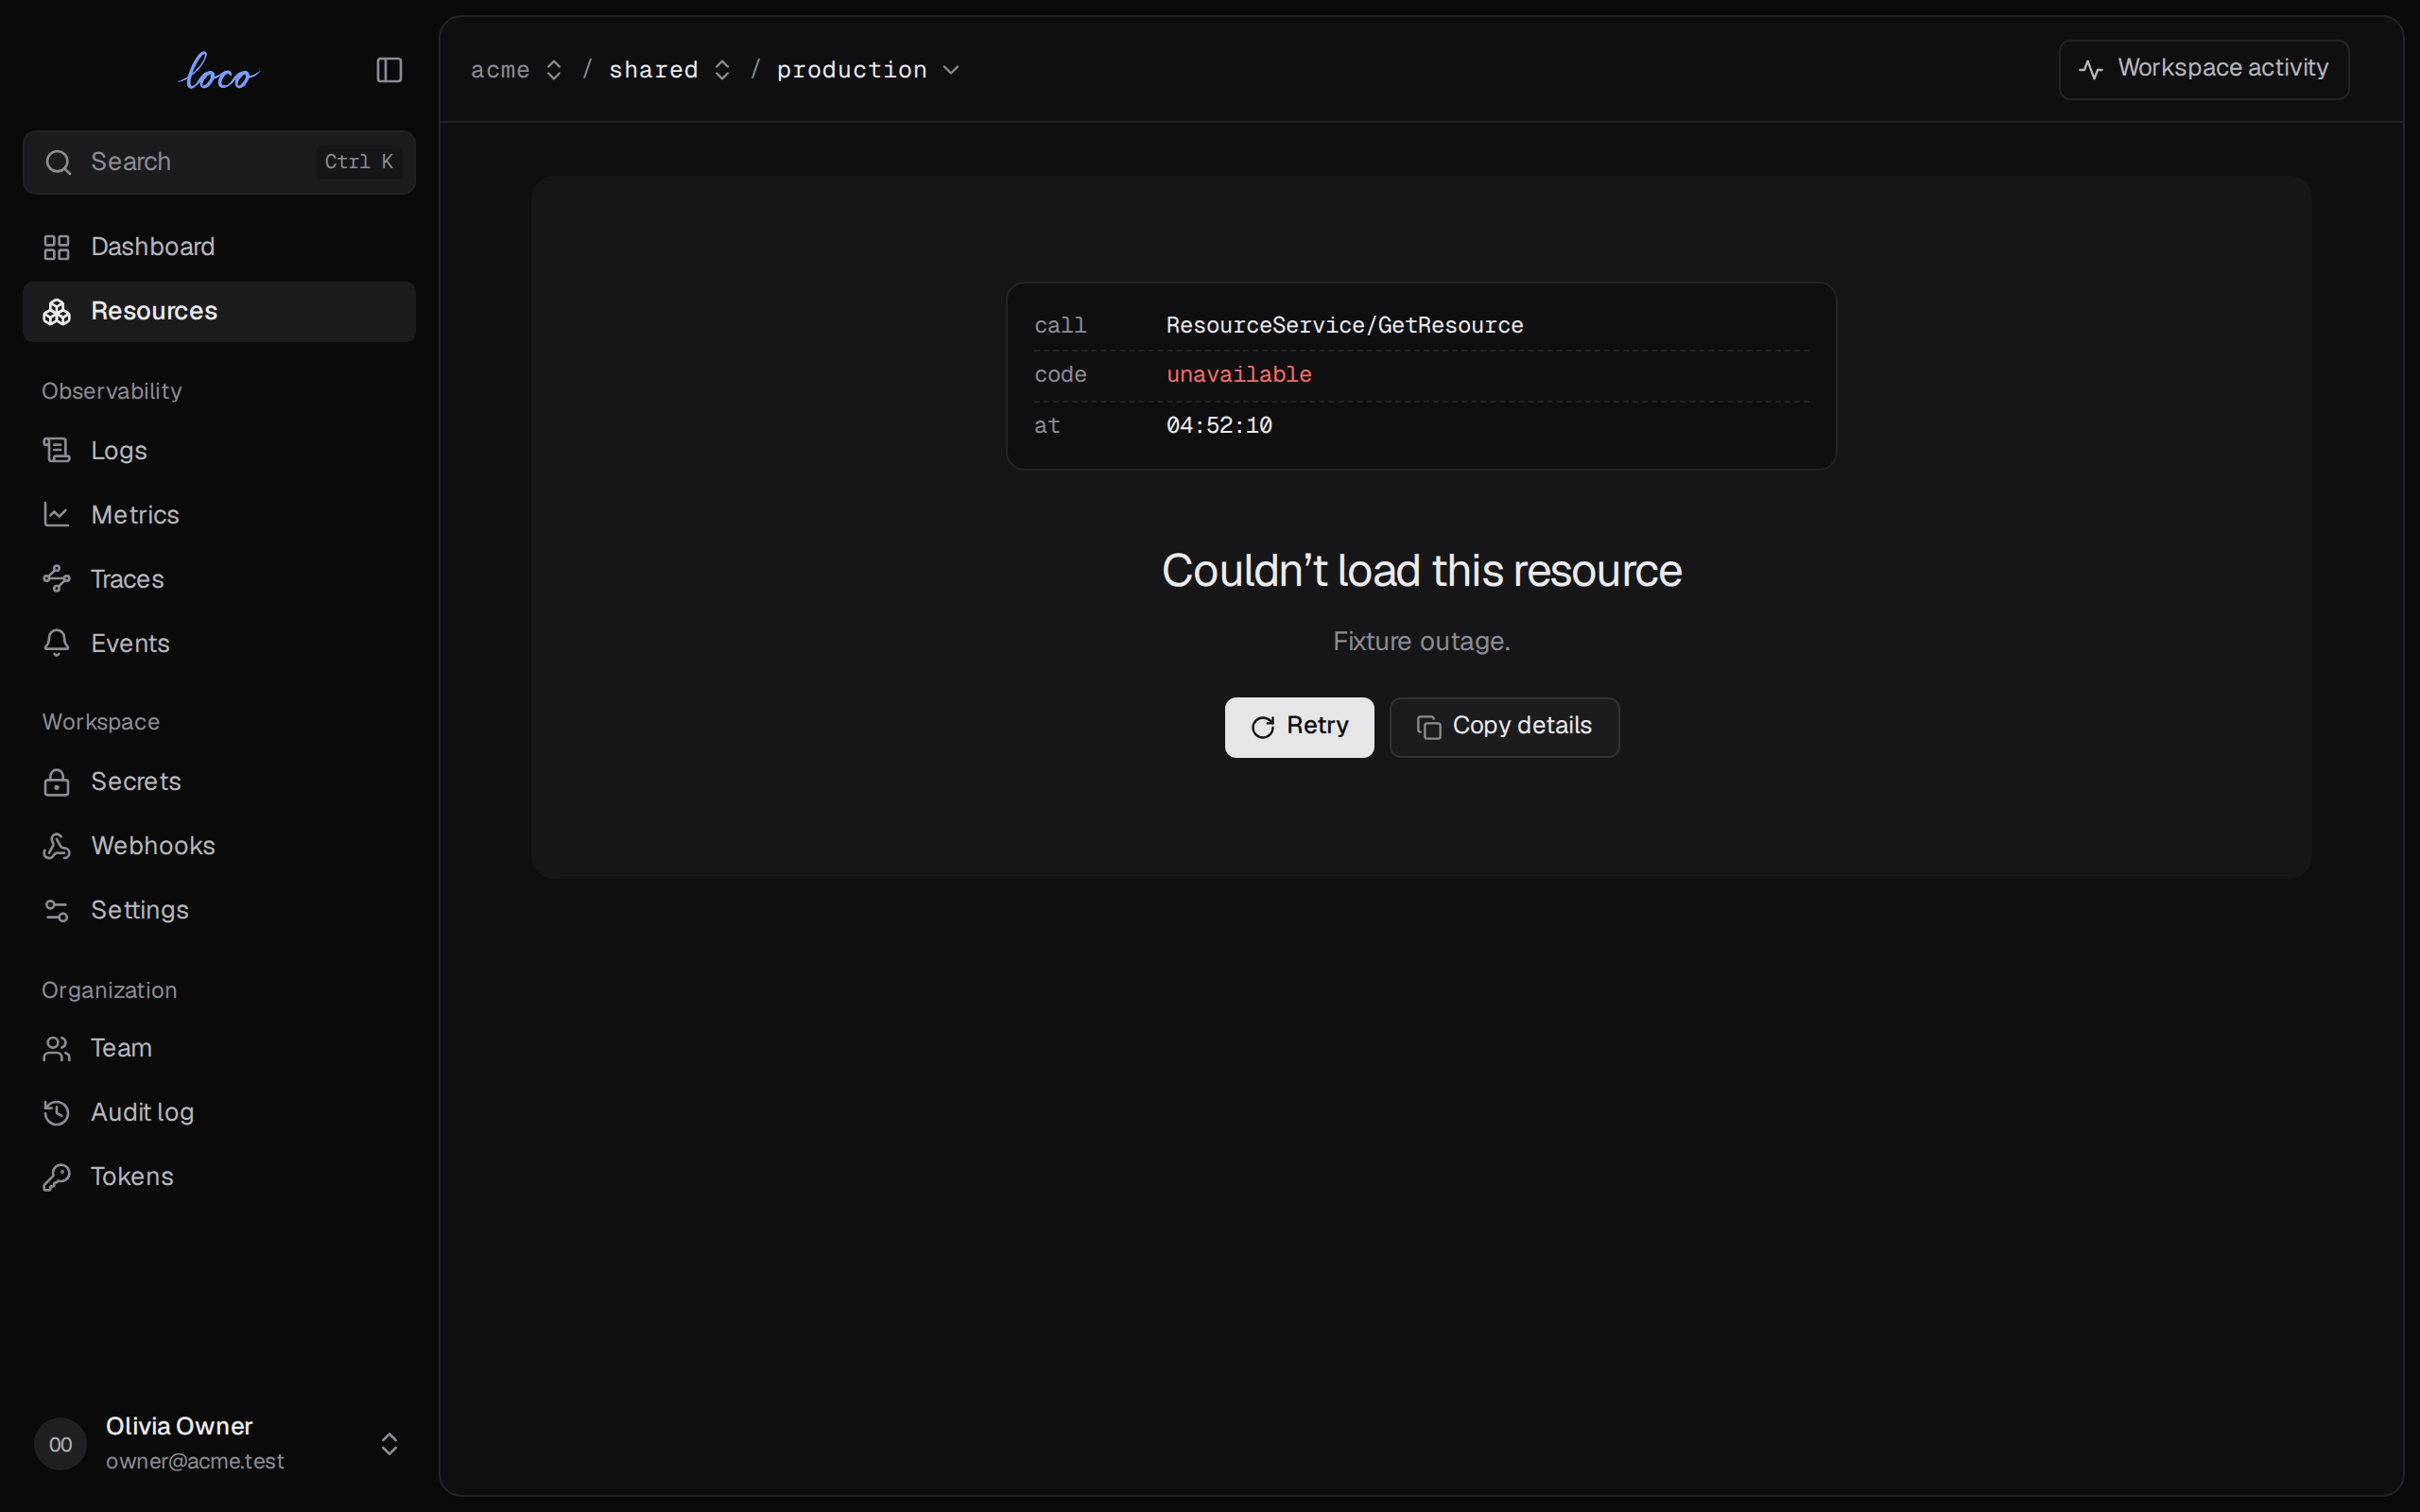 loco
Search Ctrl K
Dashboard
Resources
Observability
Logs
Metrics
Traces
Events
Workspace
Secrets
Webhooks
Settings
Organization
Team
Audit log
Tokens
OO Olivia Owner
owner@acme.test
acme / shared / production
Workspace activity
call ResourceService/GetResource
code unavailable
at 04:52:10
Couldn’t load this resource
Fixture outage.
Retry Copy details